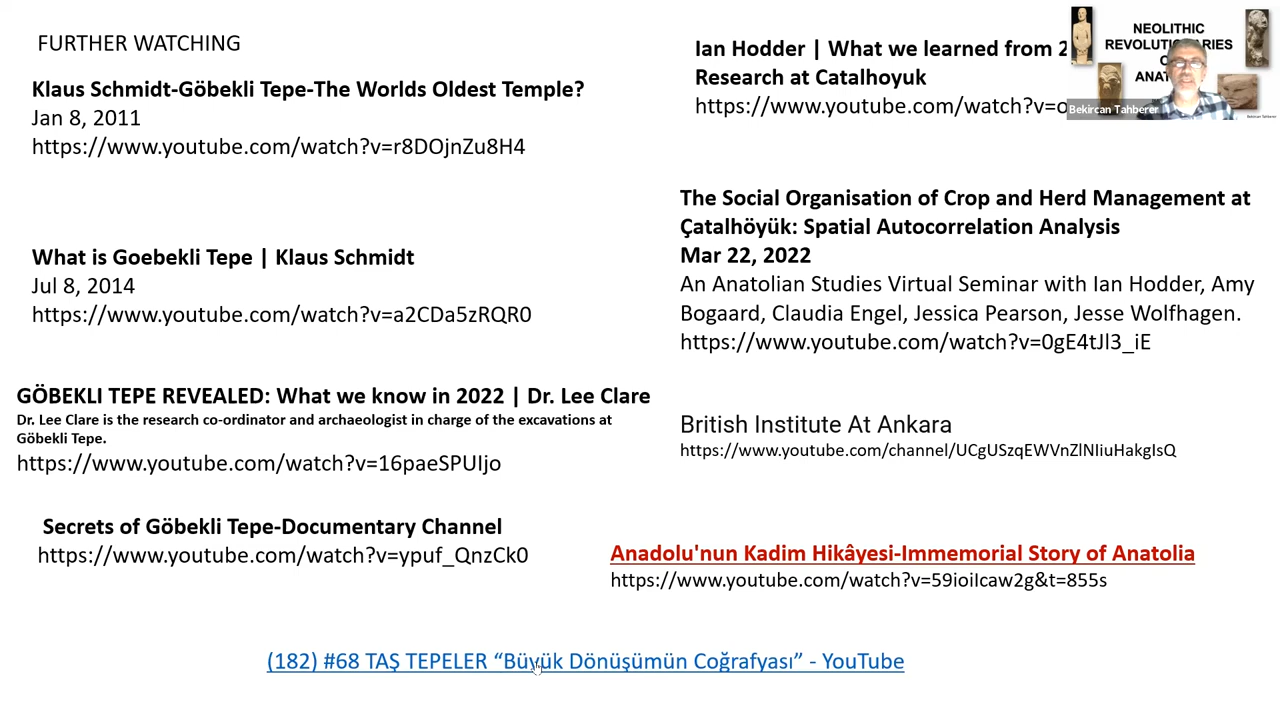 FURTHER WATCHING
Klaus Schmidt-Göbekli Tepe-The Worlds Oldest Temple?
Jan 8, 2011
https://www.youtube.com/watch?v=r8DOjnZu8H4
What is Goebekli Tepe | Klaus Schmidt
Jul 8, 2014
https://www.youtube.com/watch?v=a2CDa5zRQR0
GÖBEKLI TEPE REVEALED: What we know in 2022 | Dr. Lee Clare
Dr. Lee Clare is the research co-ordinator and archaeologist in charge of the excavations at
Göbekli Tepe.
https://www.youtube.com/watch?v=16paeSPUIjo
Secrets of Göbekli Tepe-Documentary Channel
https://www.youtube.com/watch?v=ypuf_QnzCk0
Ian Hodder | What we learned from 2
Research at Catalhoyuk
https://www.youtube.com/watch?v=o
The Social Organisation of Crop and Herd Management at
Çatalhöyük: Spatial Autocorrelation Analysis
Mar 22, 2022
An Anatolian Studies Virtual Seminar with Ian Hodder, Amy
Bogaard, Claudia Engel, Jessica Pearson, Jesse Wolfhagen.
https://www.youtube.com/watch?v=0gE4tJl3_iE
British Institute At Ankara
https://www.youtube.com/channel/UCgUSzqEWVnZlNIiuHakgIsQ
Anadolu'nun Kadim Hikâyesi-Immemorial Story of Anatolia
https://www.youtube.com/watch?v=59ioiIcaw2g&t=855s
(182) #68 TAŞ TEPELER “Büyük Dönüşümün Coğrafyası” - YouTube
NEOLITHIC
Bekircan Tahberer
Bekircan Tahberer